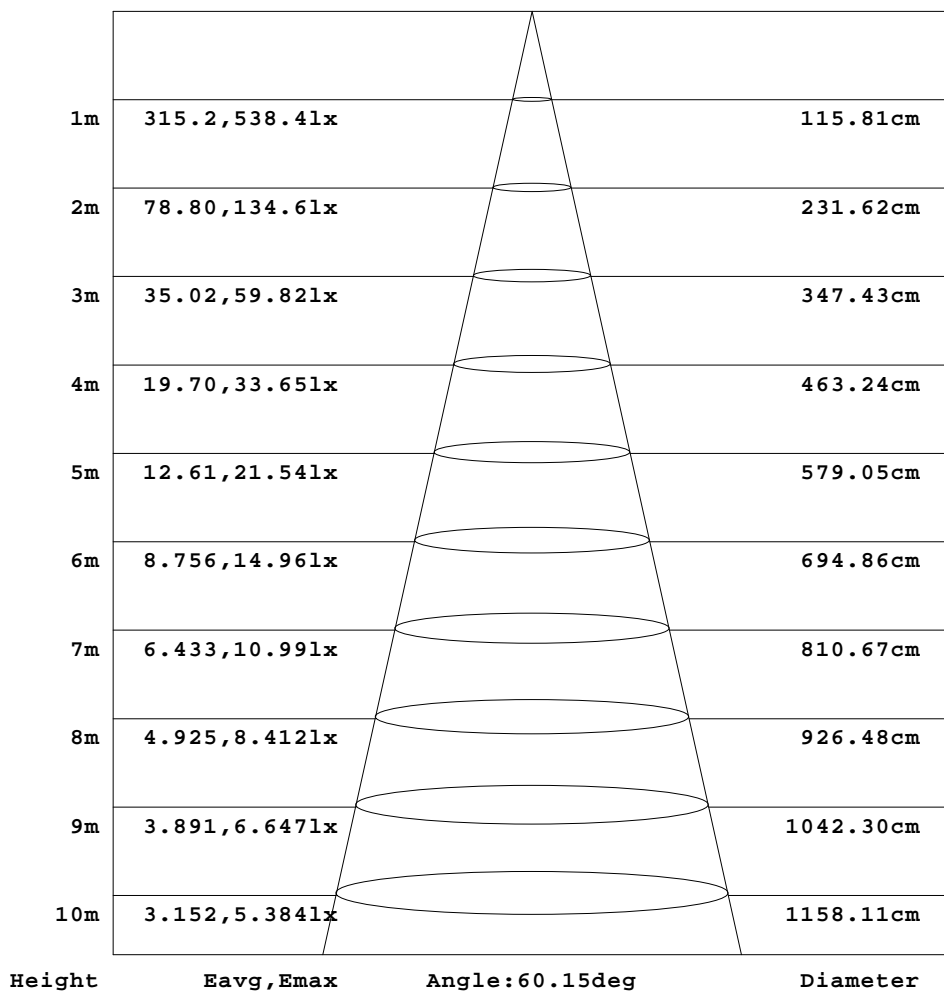 1m 315.2,538.4lx 115.81cm
2m 78.80,134.6lx 231.62cm
3m 35.02,59.82lx 347.43cm
4m 19.70,33.65lx 463.24cm
5m 12.61,21.54lx 579.05cm
6m 8.756,14.96lx 694.86cm
7m 6.433,10.99lx 810.67cm
8m 4.925,8.412lx 926.48cm
9m 3.891,6.647lx 1042.30cm
10m 3.152,5.384lx 1158.11cm
Height Eavg,Emax Angle:60.15deg Diameter